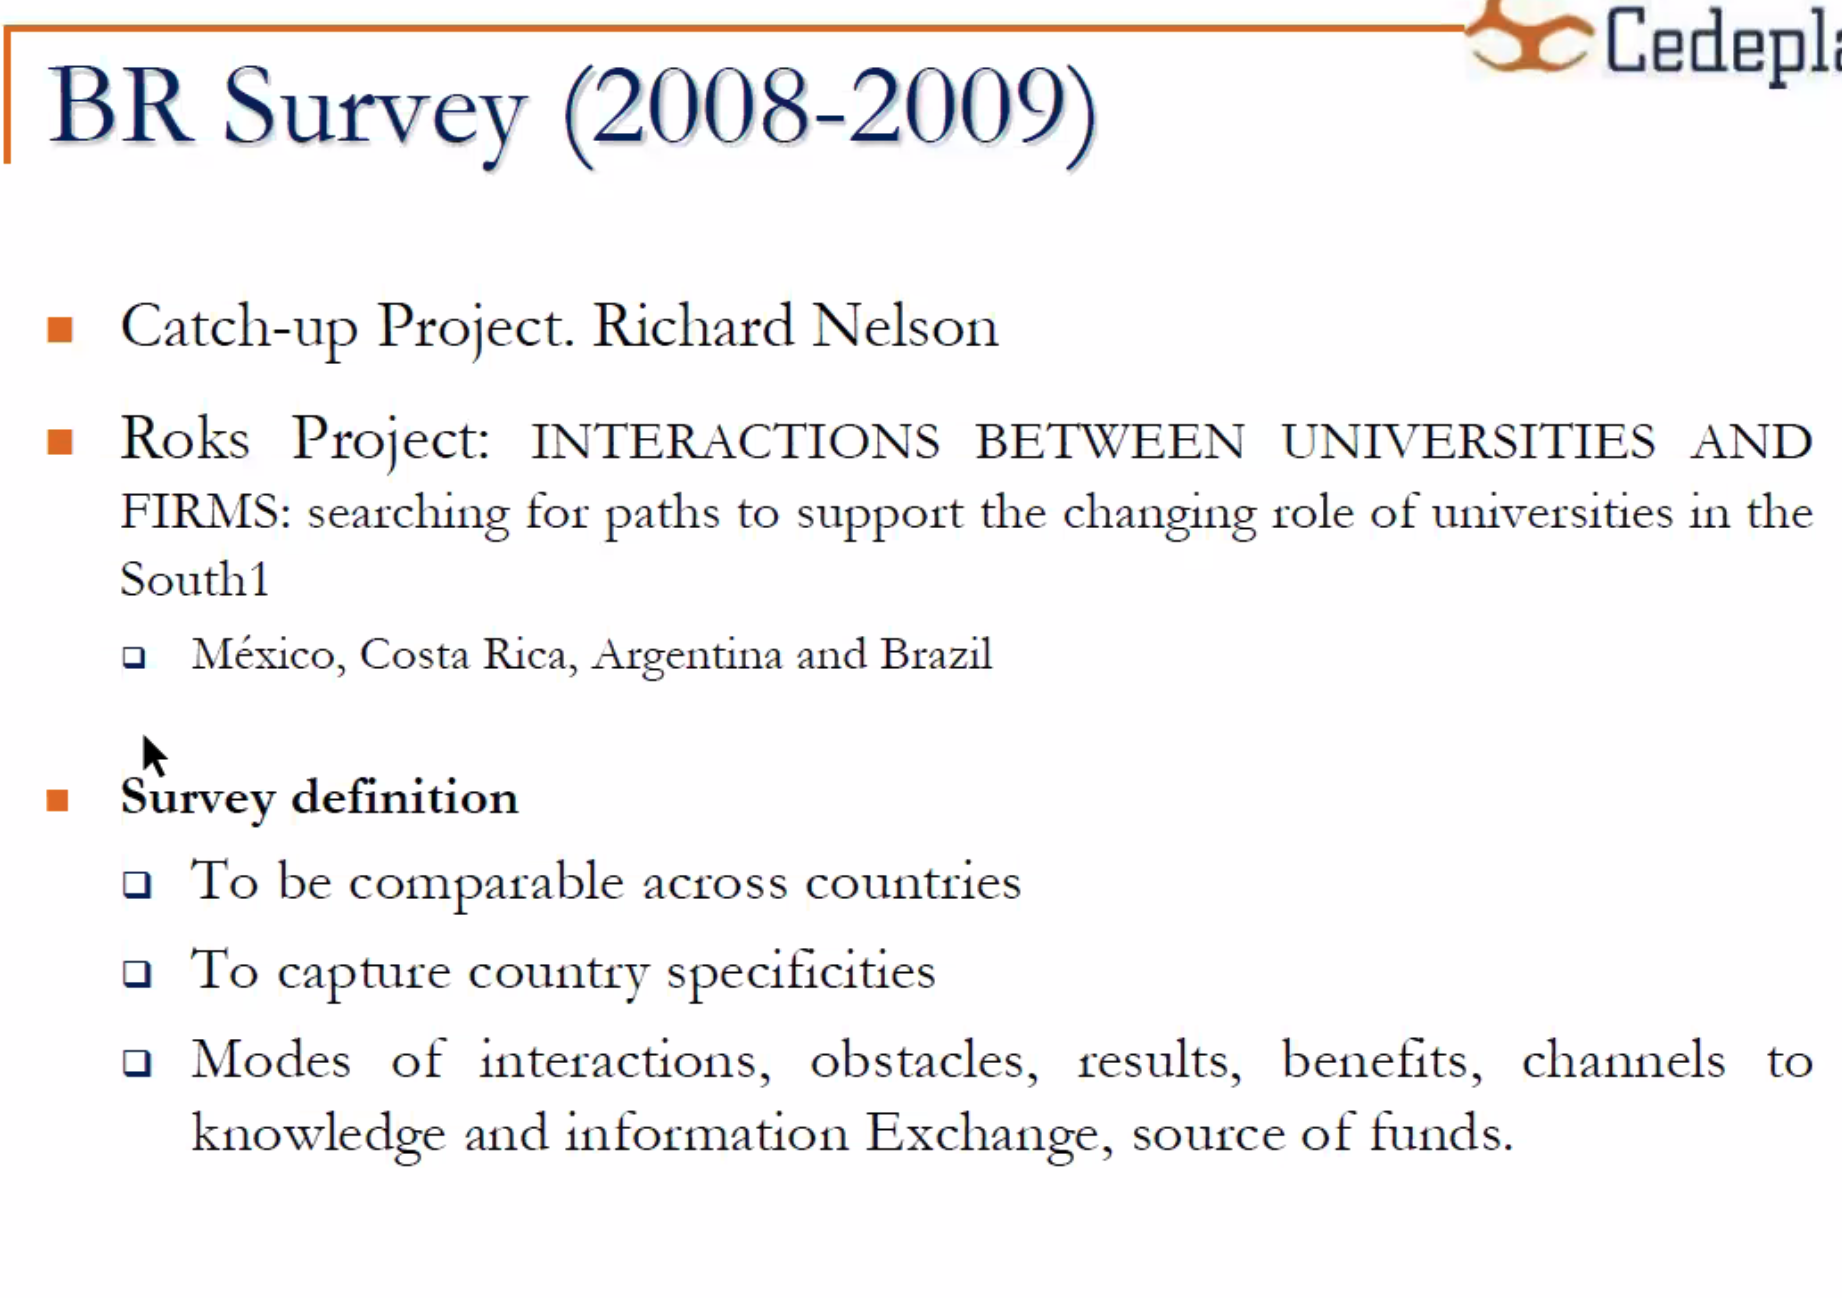 Cedepla
BR Survey (2008-2009)
Catch-up Project. Richard Nelson
Roks Project: INTERACTIONS BETWEEN UNIVERSITIES AND
FIRMS: searching for paths to support the changing role of universities in the
South1
México, Costa Rica, Argentina and Brazil
Survey definition
To be comparable across countries
To capture country specificities
Modes of interactions, obstacles, results, benefits, channels to
knowledge and information Exchange, source of funds.